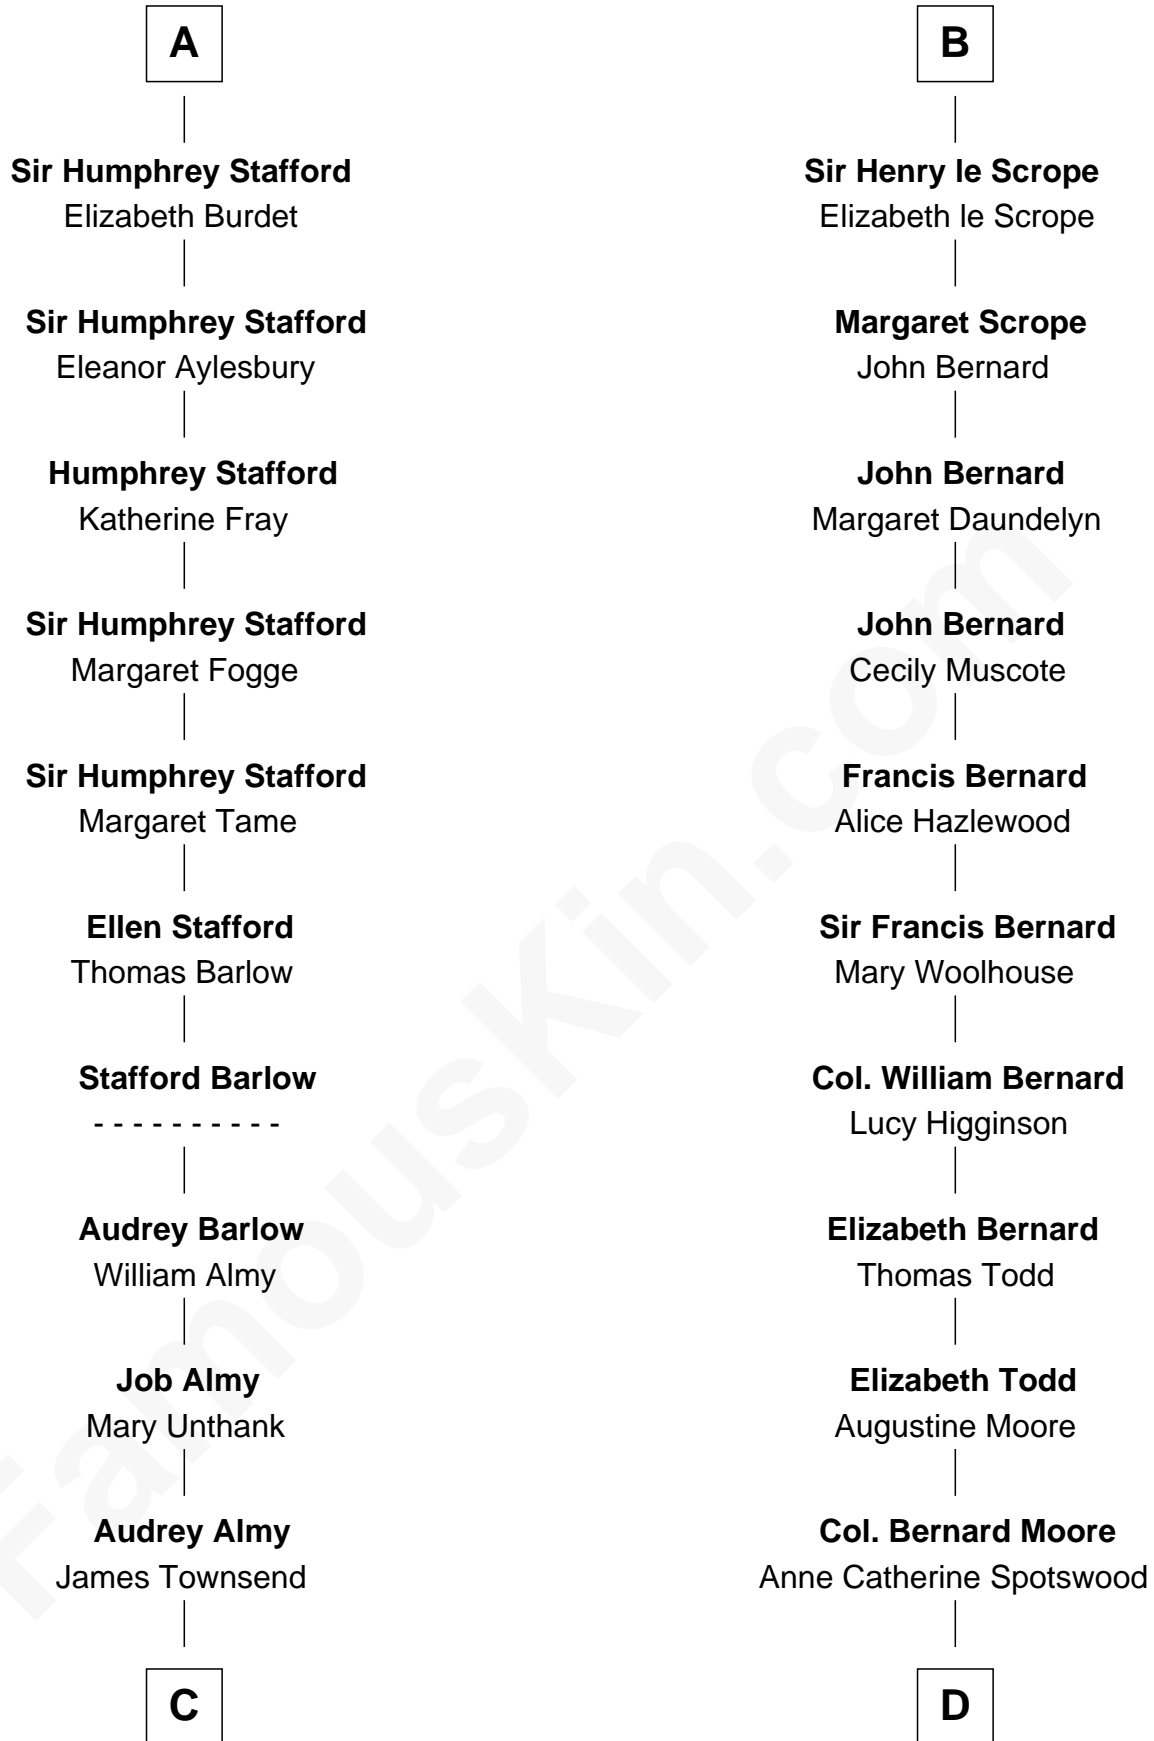 A
Sir Humphrey Stafford
Elizabeth Burdet
Sir Humphrey Stafford
Eleanor Aylesbury
Humphrey Stafford
Katherine Fray
Sir Humphrey Stafford
Margaret Fogge
Sir Humphrey Stafford
Margaret Tame
Ellen Stafford
Thomas Barlow
Stafford Barlow
- - - - - - - - - -
Audrey Barlow
William Almy
Job Almy
Mary Unthank
Audrey Almy
James Townsend
C
B
Sir Henry le Scrope
Elizabeth le Scrope
Margaret Scrope
John Bernard
John Bernard
Margaret Daundelyn
John Bernard
Cecily Muscote
Francis Bernard
Alice Hazlewood
Sir Francis Bernard
Mary Woolhouse
Col. William Bernard
Lucy Higginson
Elizabeth Bernard
Thomas Todd
Elizabeth Todd
Augustine Moore
Col. Bernard Moore
Anne Catherine Spotswood
D
FamousKin.com